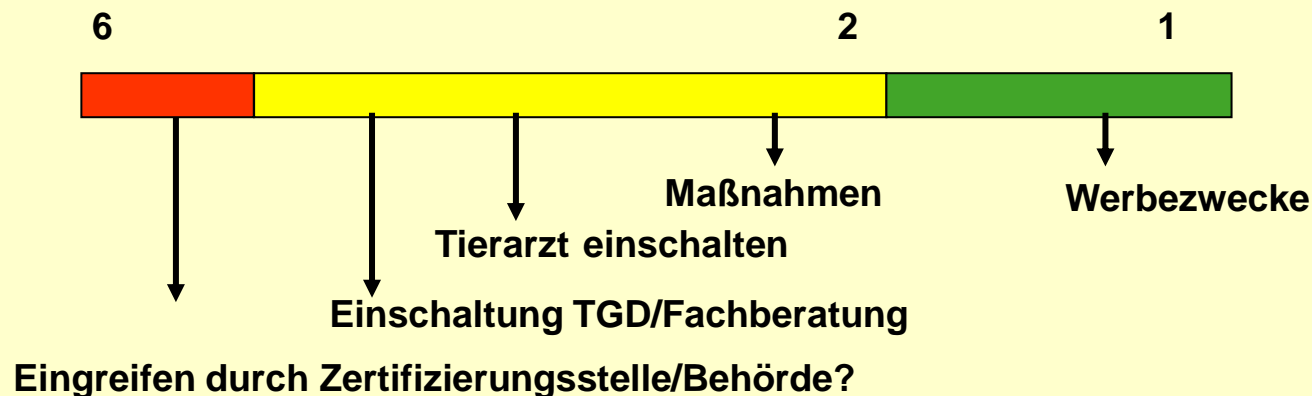 6 2 1
Maßnahmen
Werbezwecke
Tierarzt einschalten
Einschaltung TGD/Fachberatung
Eingreifen durch Zertifizierungsstelle/Behörde?